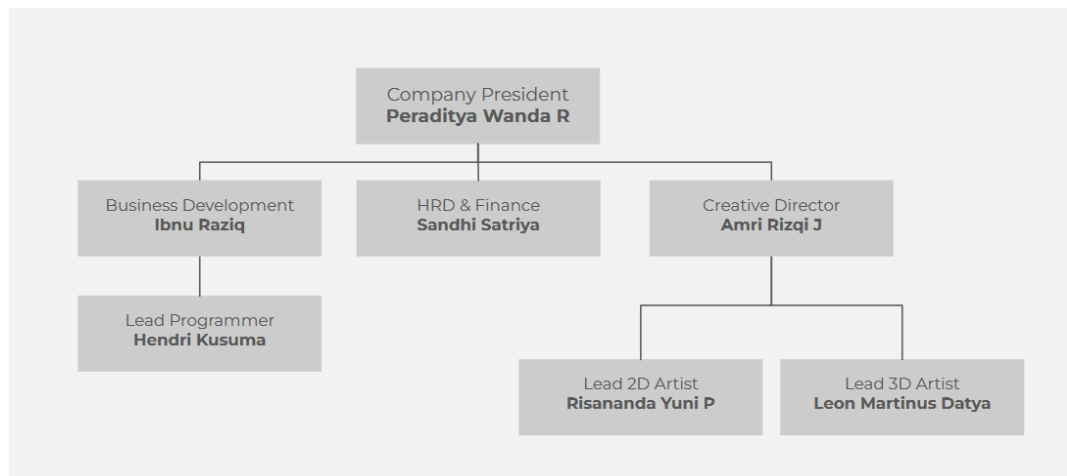 Company President
Peraditya Wanda R
Business Development
Ibnu Raziq
HRD & Finance
Sandhi Satriya
Creative Director
Amri Rizqi J
Lead Programmer
Hendri Kusuma
Lead 2D Artist
Risananda Yuni P
Lead 3D Artist
Leon Martinus Datya